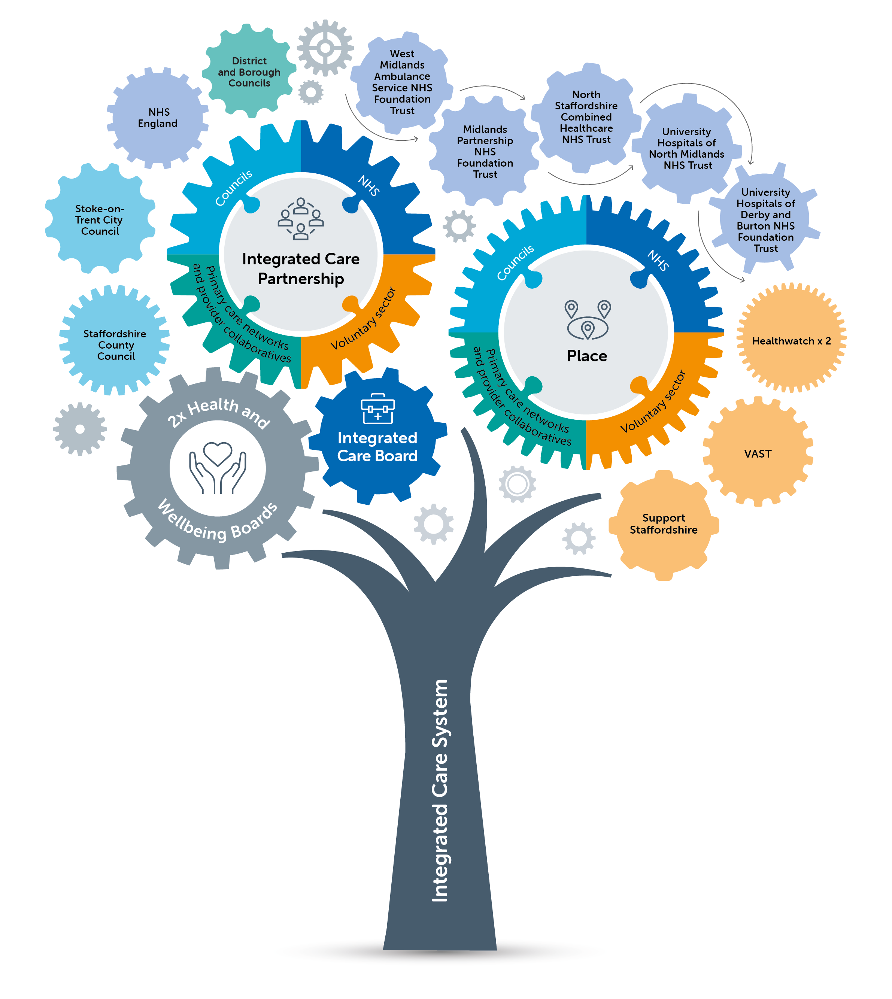 District
and Borough
Councils
NHS
England
Stoke-on-
Trent City
Council
Staffordshire
County
Council
West
Midlands
Ambulance
Service NHS
Foundation
Trust
Midlands
Partnership
NHS
Foundation
Trust
North
Staffordshire
Combined
Healthcare
NHS Trust
University
Hospitals of
North Midlands
NHS Trust
University
Hospitals of
Derby and
Burton NHS
Foundation
Trust
Healthwatch x 2
VAST
Support
Staffordshire
Councils
NHS
Integrated Care
Partnership
Primary care networks
and provider collaboratives
Voluntary sector
Councils
NHS
Place
Primary care networks
and provider collaboratives
Voluntary sector
2x Health and
Wellbeing Boards
Integrated
Care Board
Integrated Care System